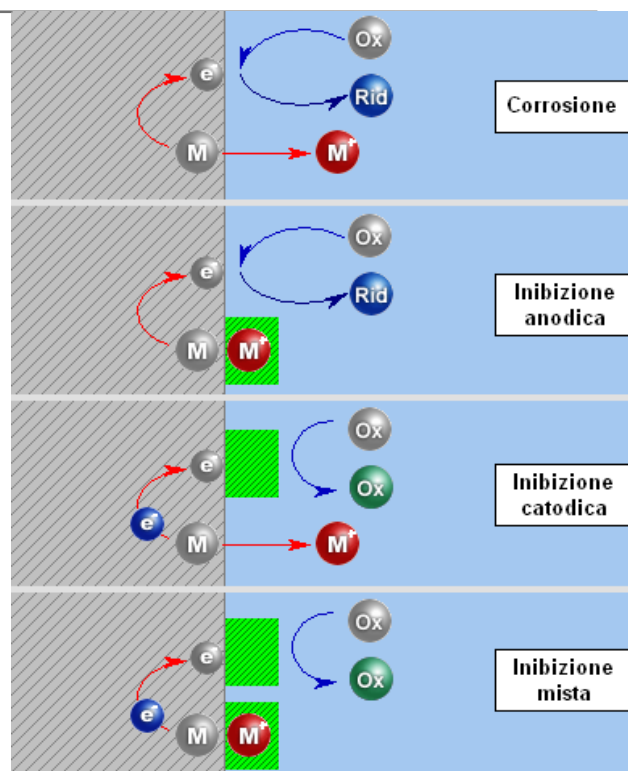 Ox
e
Rid
Corrosione
M
M+
Ox
e
Rid
Inibizione
anodica
M
M+
Ox
e
Ox
Inibizione
catodica
e-
M
M+
Ox
e
Ox
Inibizione
mista
e-
M
M+